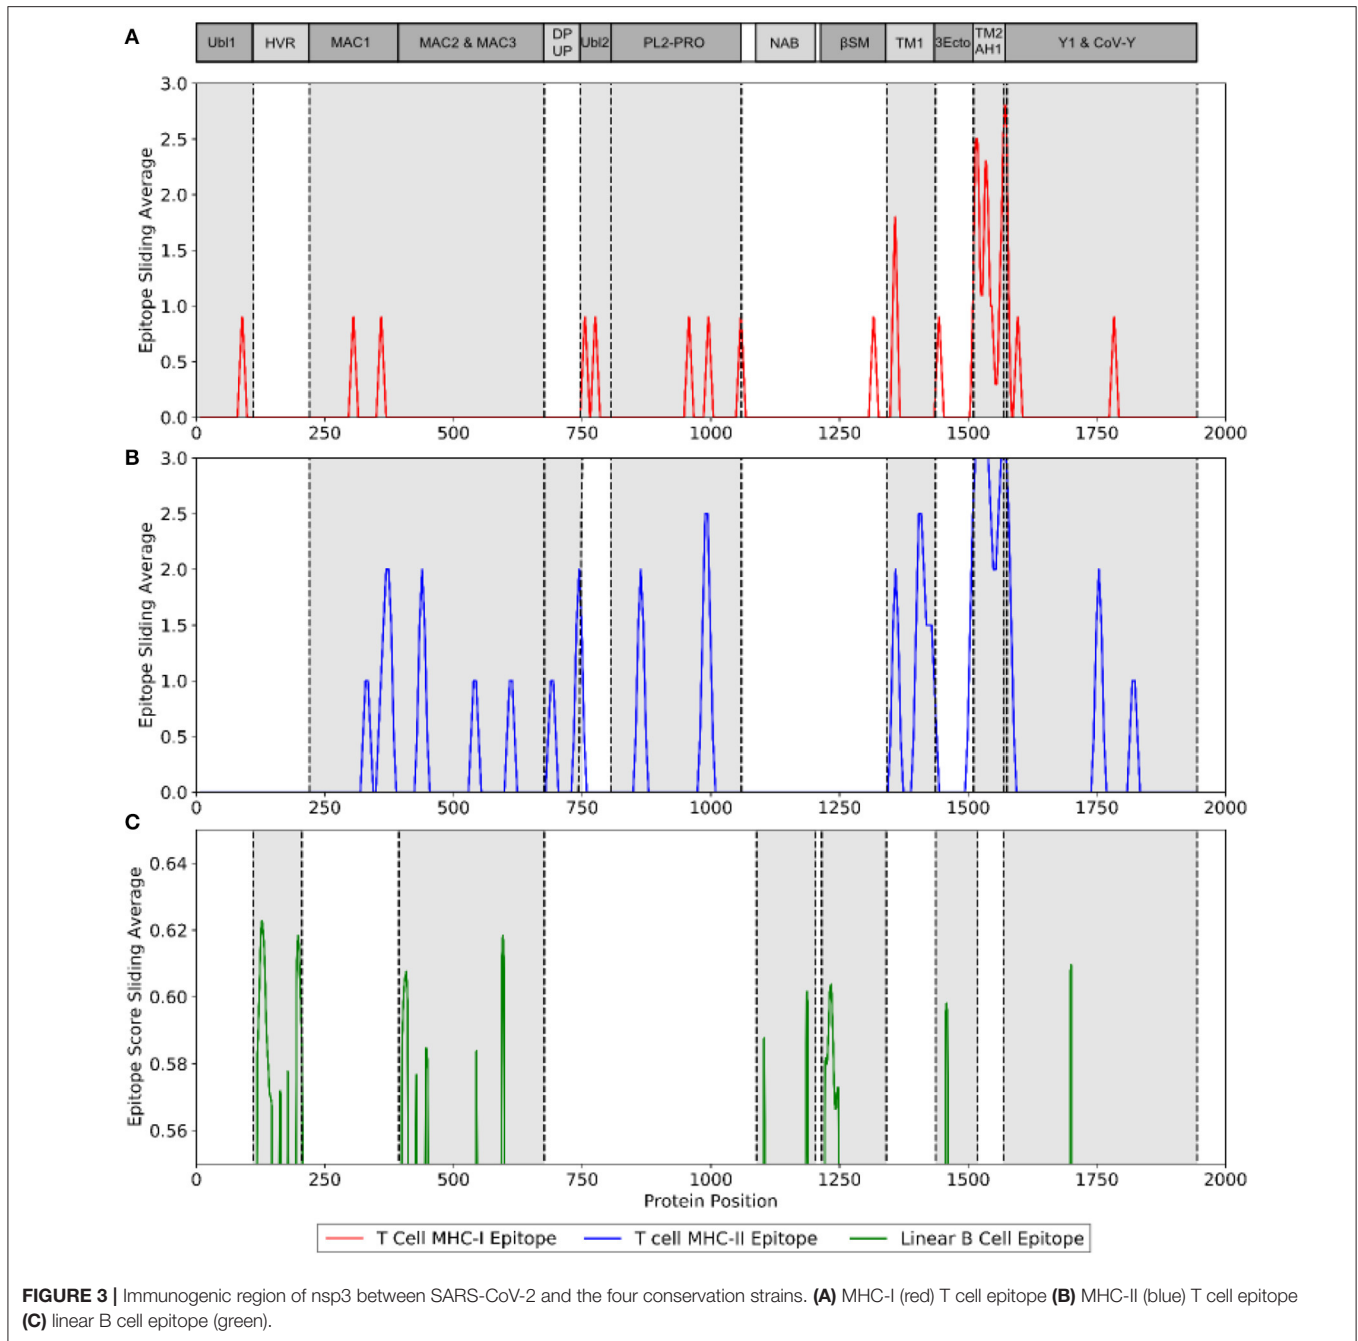 A
Ubl1 HVR MAC1 MAC2 & MAC3 DP UP Ubl2 PL2-PRO NAB βSM TM1 3Ecto TM2 AH1 Y1 & CoV-Y
Epitope Sliding Average
3.0
2.5
2.0
1.5
1.0
0.5
0.0
0 250 500 750 1000 1250 1500 1750 2000
B
Epitope Sliding Average
3.0
2.5
2.0
1.5
1.0
0.5
0.0
0 250 500 750 1000 1250 1500 1750 2000
C
Epitope Score Sliding Average
0.64
0.62
0.60
0.58
0.56
0 250 500 750 1000 1250 1500 1750 2000
Protein Position
T Cell MHC-I Epitope T cell MHC-II Epitope Linear B Cell Epitope
FIGURE 3 | Immunogenic region of nsp3 between SARS-CoV-2 and the four conservation strains. (A) MHC-I (red) T cell epitope (B) MHC-II (blue) T cell epitope
(C) linear B cell epitope (green).